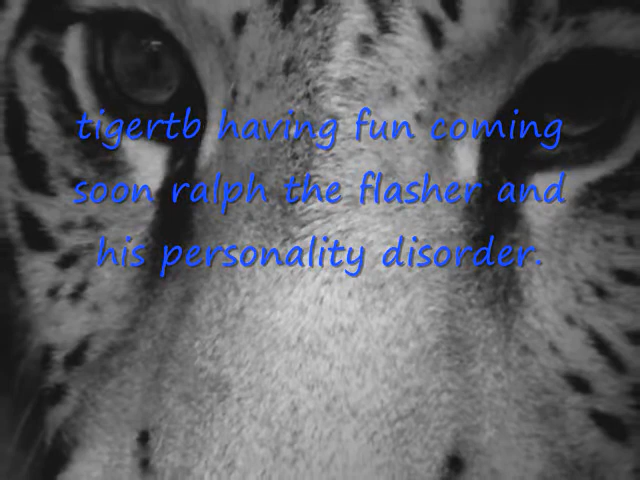 tigertb having fun coming
soon ralph the flasher and
his personality disorder.